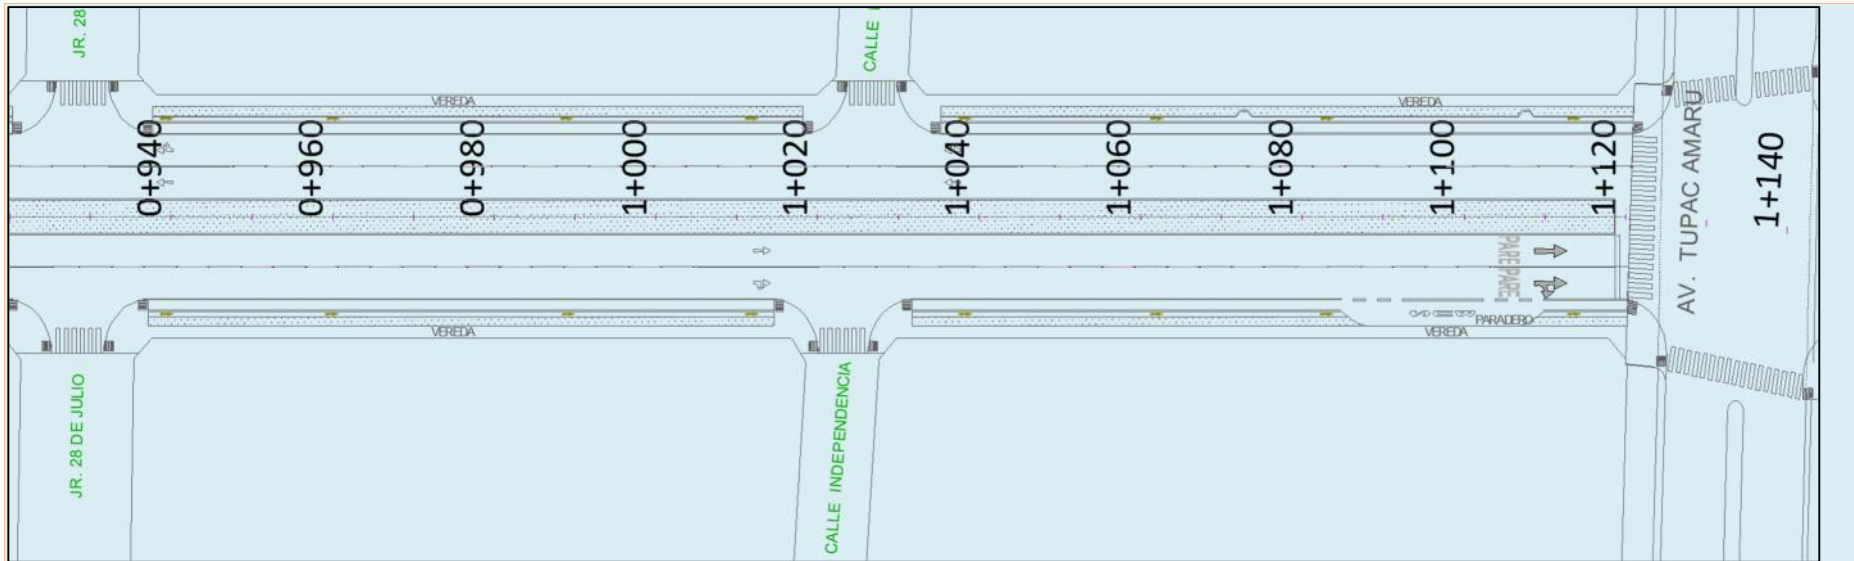 JR. 28
CALLE
VEREDA
VEREDA
0+940
0+960
0+980
1+000
1+020
1+040
1+060
1+080
1+100
1+120
1+140
AV. TUPAC AMARU
PARE PARE
BUS
PARADERO
VEREDA
VEREDA
JR. 28 DE JULIO
CALLE INDEPENDENCIA